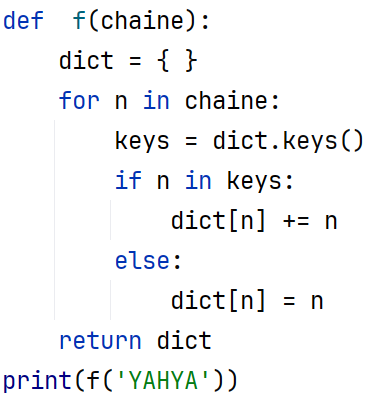 def  f(chaine):
    dict = { }
    for n in chaine:
        keys = dict.keys()
        if n in keys:
            dict[n] += n
        else:
            dict[n] = n
    return dict
print(f('YAHYA'))